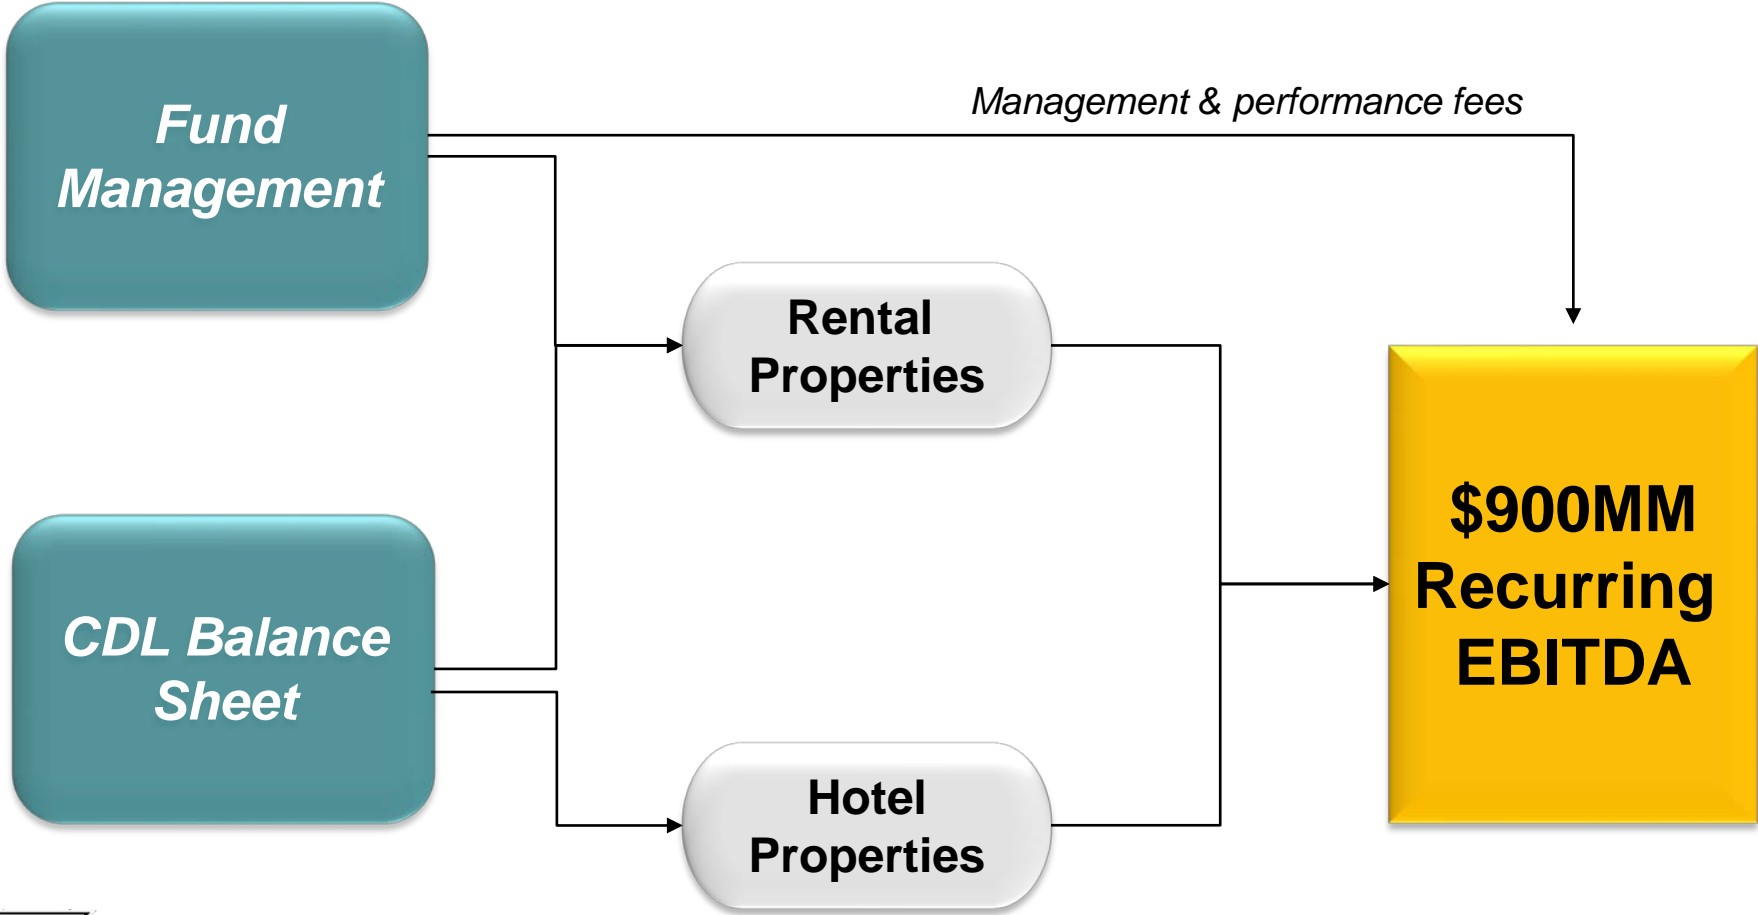 Fund
Management
Management & performance fees
Rental
Properties
$900MM
Recurring
EBITDA
CDL Balance
Sheet
Hotel
Properties